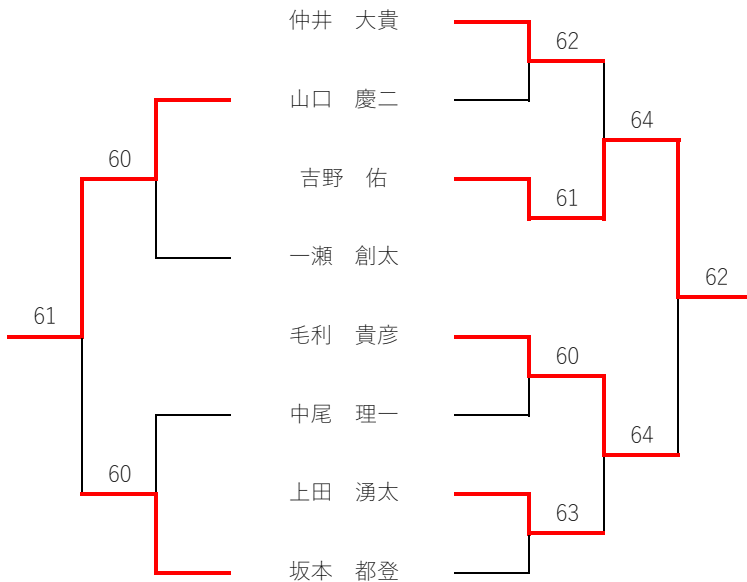 仲井　大貴
62
山口　慶二
64
60
吉野　佑
61
一瀬　創太
62
61
毛利　貴彦
60
中尾　理一
64
60
上田　湧太
63
坂本　都登